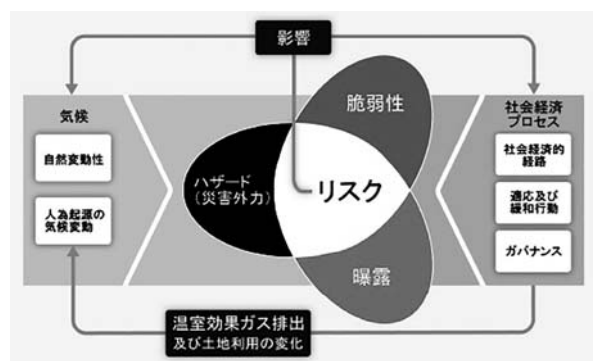 影響
気候
自然変動性
人為起源の
気候変動
ハザード
(災害外力)
脆弱性
リスク
曝露
社会経済
プロセス
社会経済的
経路
適応及び
緩和行動
ガバナンス
温室効果ガス排出
及び土地利用の変化